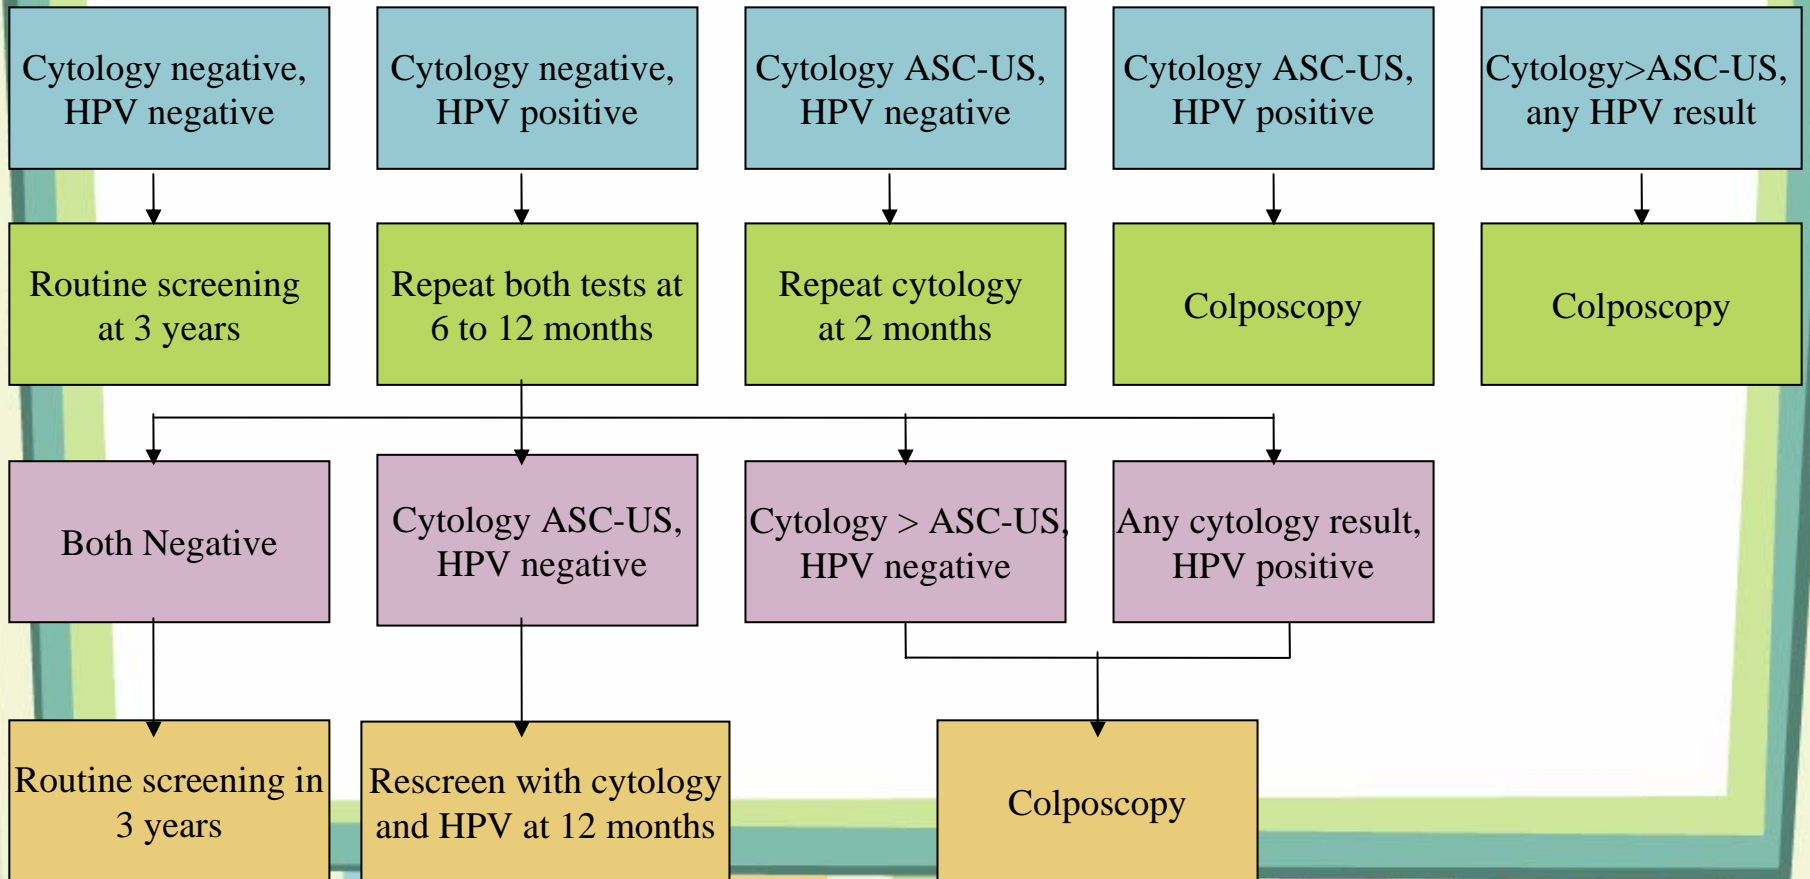 Cytology negative,
HPV negative
Cytology negative,
HPV positive
Cytology ASC-US,
HPV negative
Cytology ASC-US,
HPV positive
Cytology>ASC-US,
any HPV result
Routine screening
at 3 years
Repeat both tests at
6 to 12 months
Repeat cytology
at 2 months
Colposcopy
Colposcopy
Both Negative
Cytology ASC-US,
HPV negative
Cytology > ASC-US,
HPV negative
Any cytology result,
HPV positive
Routine screening in
3 years
Rescreen with cytology
and HPV at 12 months
Colposcopy